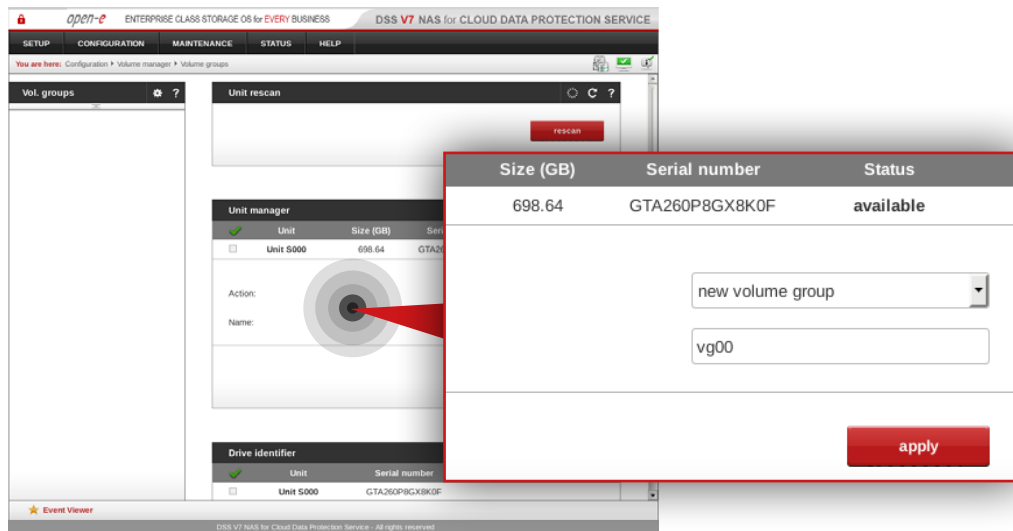 open-e ENTERPRISE CLASS STORAGE OS for EVERY BUSINESS DSS V7 NAS for CLOUD DATA PROTECTION SERVICE
SETUP CONFIGURATION MAINTENANCE STATUS HELP
You are here: Configuration Volume manager Volume groups
Vol. groups ?
Unit rescan ?
rescan
Unit manager
Unit Size (GB)
Unit S000 698.64
Action:
Name:
Size (GB) Serial number Status
698.64 GTA260P8GX8K0F available
new volume group
vg00
apply
Drive identifier
Unit Serial number
Unit S000 GTA260P8GX8K0F
Event Viewer
DSS V7 NAS for Cloud Data Protection Service - All rights reserved